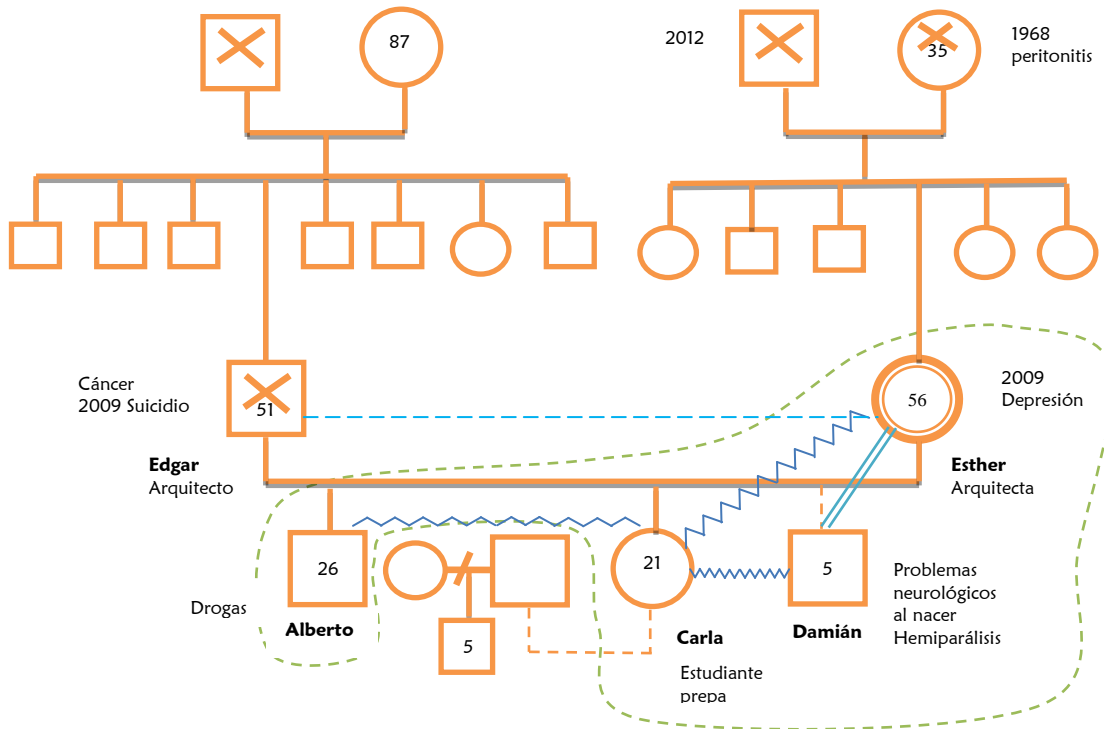 87
2012
35
1968
peritonitis
Cáncer
2009 Suicidio
51
56
2009
Depresión
Edgar
Arquitecto
Esther
Arquitecta
26
21
5
Drogas
Alberto
5
Carla
Damián
Problemas
neurológicos
al nacer
Hemiparálisis
Estudiante
prepa